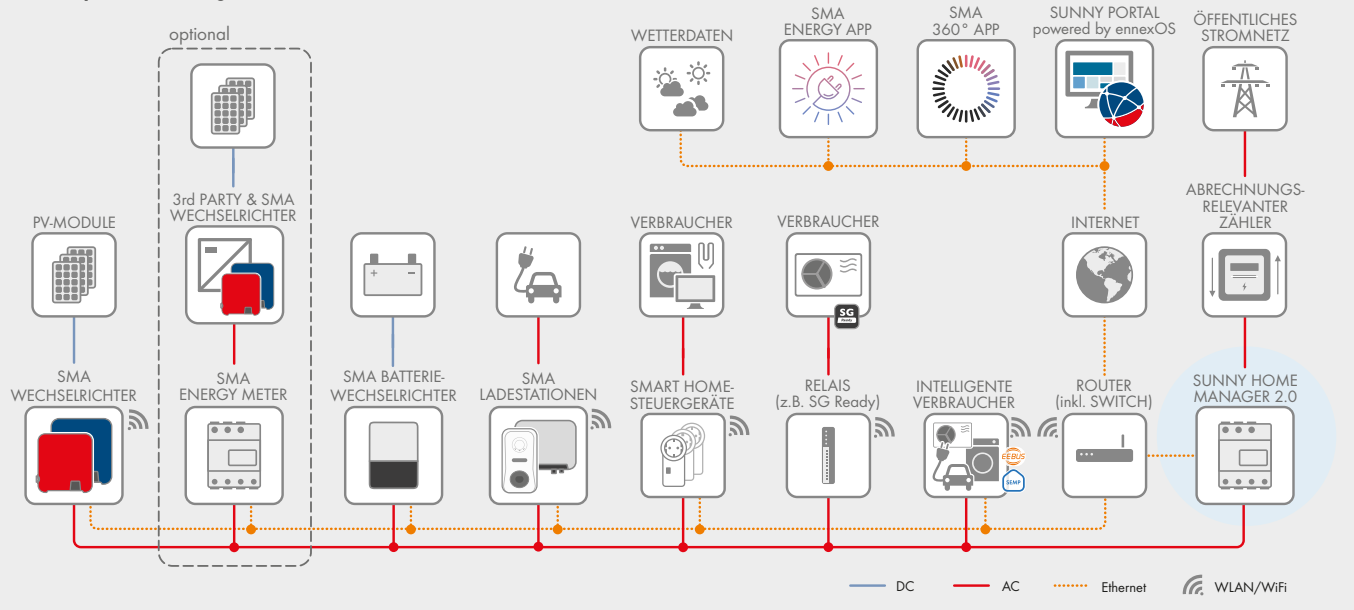 optional
WETTERDATEN
SMA
ENERGY APP
SMA
360° APP
SUNNY PORTAL
powered by ennexOS
ÖFFENTLICHES
STROMNETZ
PV-MODULE
3rd PARTY & SMA
WECHSELRICHTER
VERBRAUCHER
VERBRAUCHER
SG
Ready
INTERNET
ABRECHNUNGS-
RELEVANTER
ZÄHLER
SMA
WECHSELRICHTER
SMA
ENERGY METER
SMA BATTERIE-
WECHSELRICHTER
SMA
LADESTATIONEN
SMART HOME-
STEUERGERÄTE
RELAIS
(z.B. SG Ready)
INTELLIGENTE
VERBRAUCHER
EEBUS
SEMP
ROUTER
(inkl. SWITCH)
SUNNY HOME
MANAGER 2.0
DC
AC
Ethernet
WLAN/WiFi